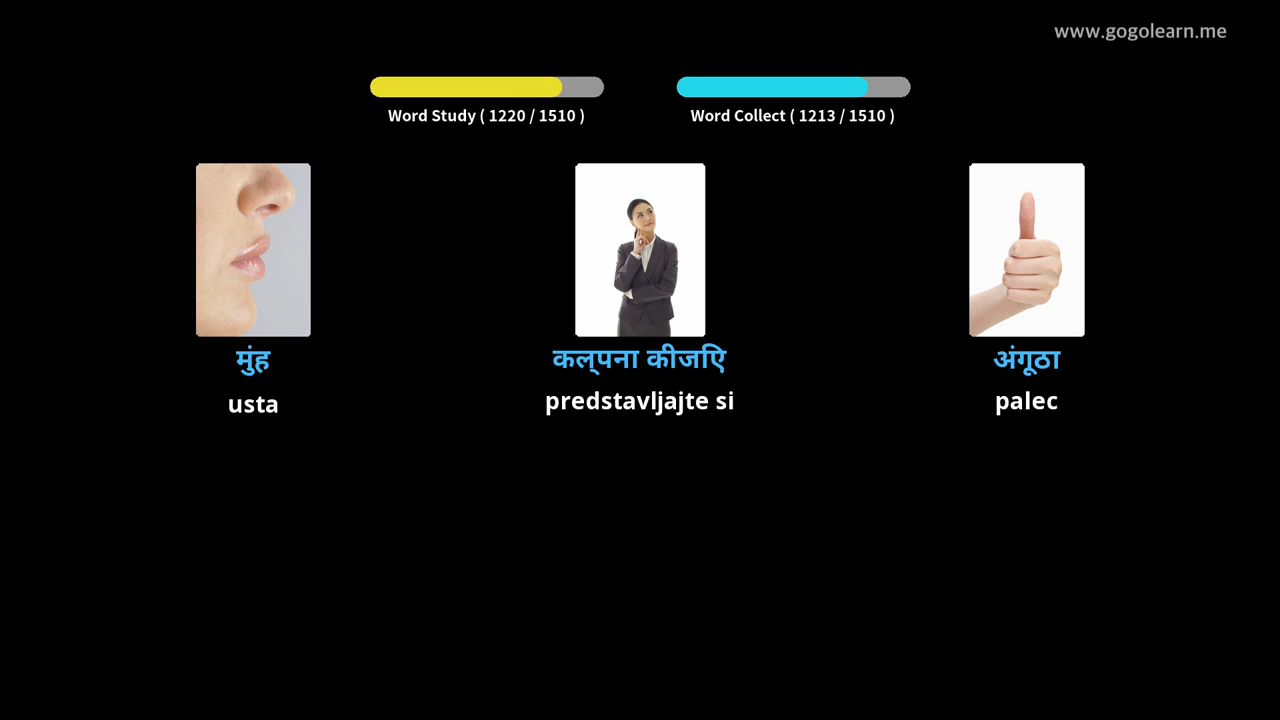 www.gogolearn.me
Word Study ( 1220 / 1510 )
Word Collect ( 1213 / 1510 )
मुंह
कल्पना कीजिए
अंगूठा
usta
predstavljajte si
palec